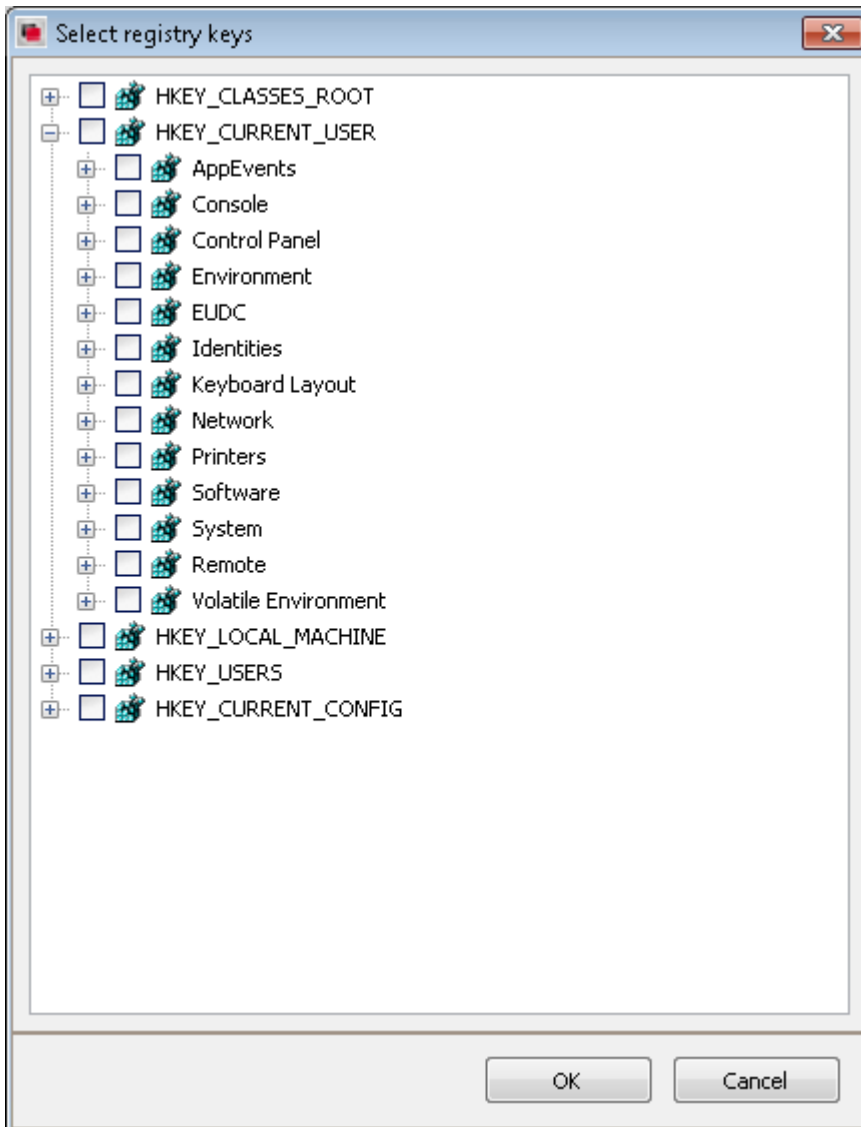 Select registry keys
HKEY_CLASSES_ROOT
HKEY_CURRENT_USER
AppEvents
Console
Control Panel
Environment
EUDC
Identities
Keyboard Layout
Network
Printers
Software
System
Remote
Volatile Environment
HKEY_LOCAL_MACHINE
HKEY_USERS
HKEY_CURRENT_CONFIG
OK Cancel